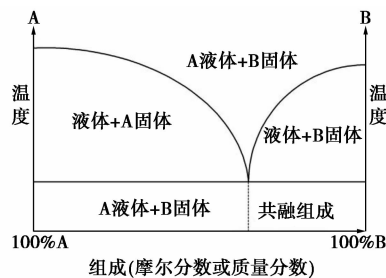 A
B
A液体+B固体
温度
温度
液体+A固体
液体+B固体
A液体+B固体
共融组成
100%A
100%B
组成(摩尔分数或质量分数)